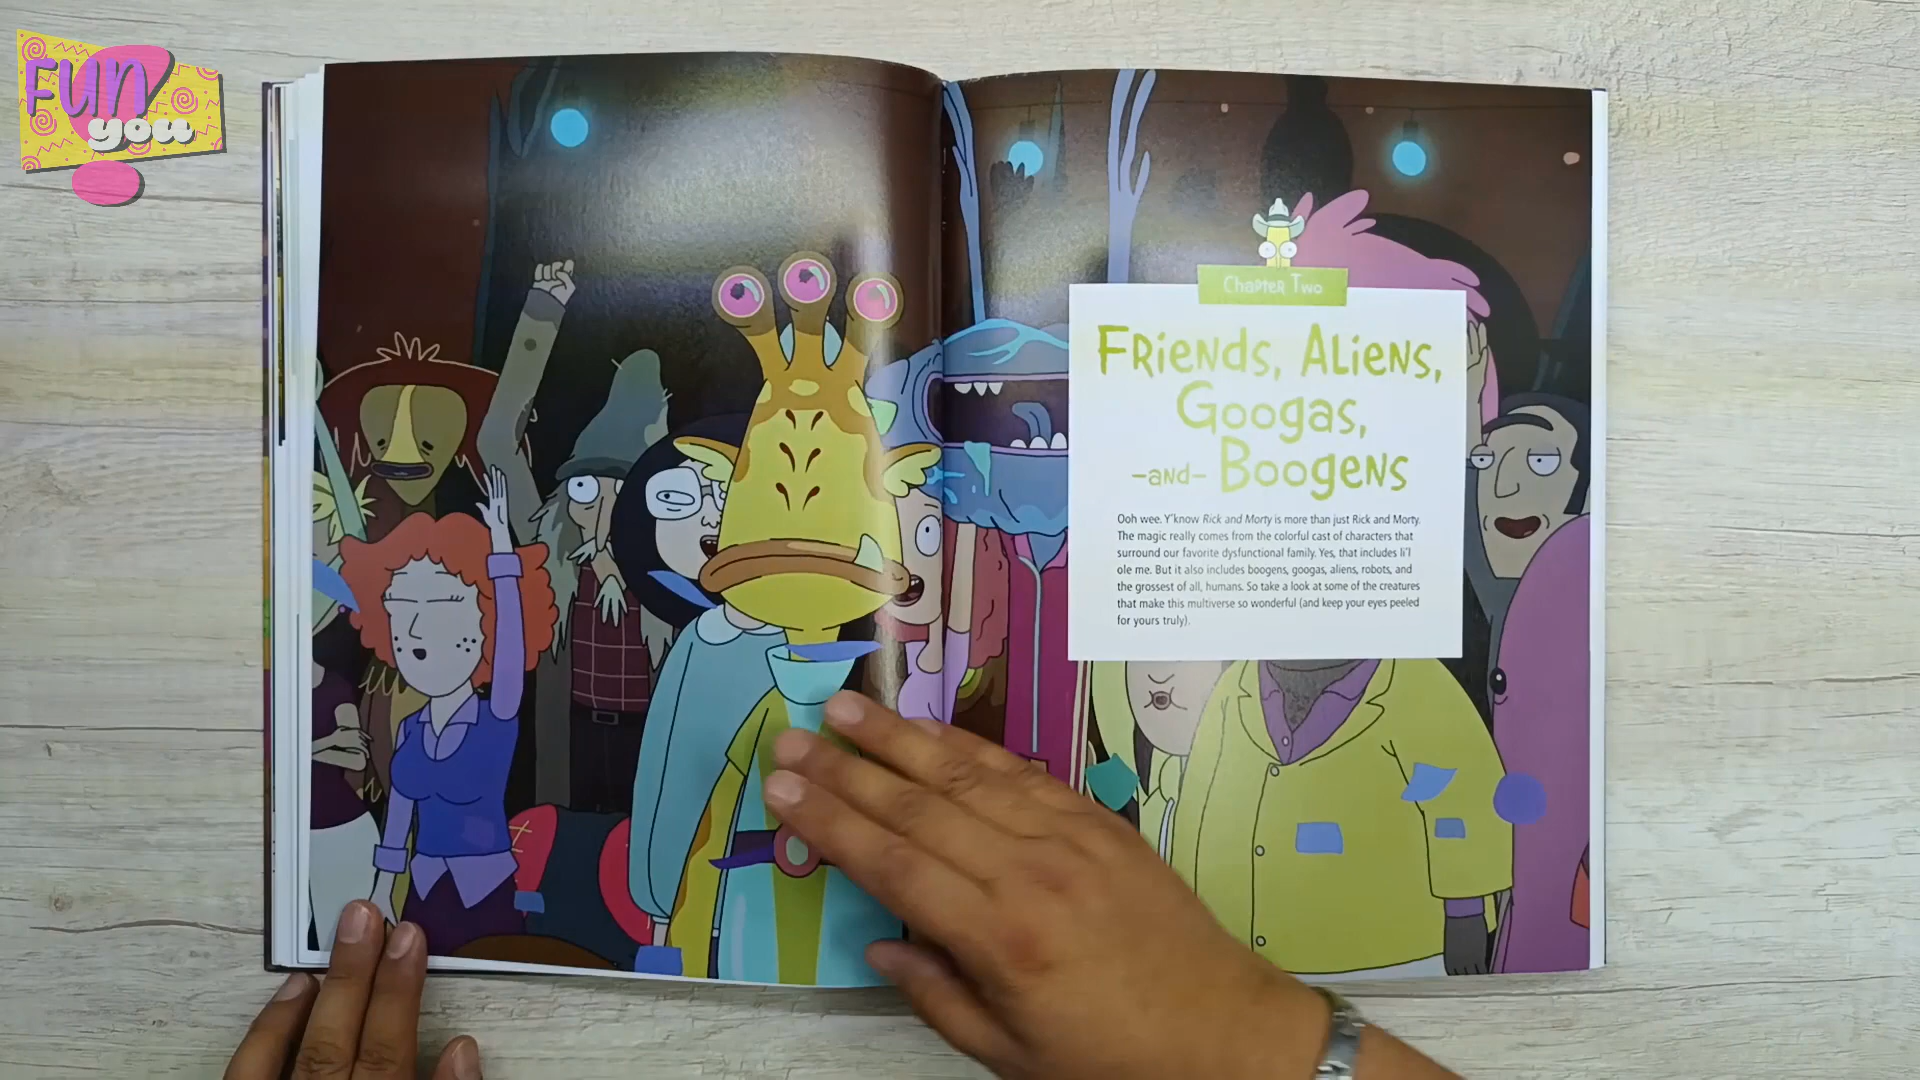 Fun
you
Chapter Two
Friends, Aliens,
Googas,
-and- Boogens
Ooh wee. Y'know Rick and Morty is more than just Rick and Morty.
The magic really comes from the colorful cast of characters that
surround our favorite dysfunctional family. Yes, that includes li'l
ole me. But it also includes boogens, googas, aliens, robots, and
the grossest of all, humans. So take a look at some of the creatures
that make this multiverse so wonderful (and keep your eyes peeled
for yours truly).